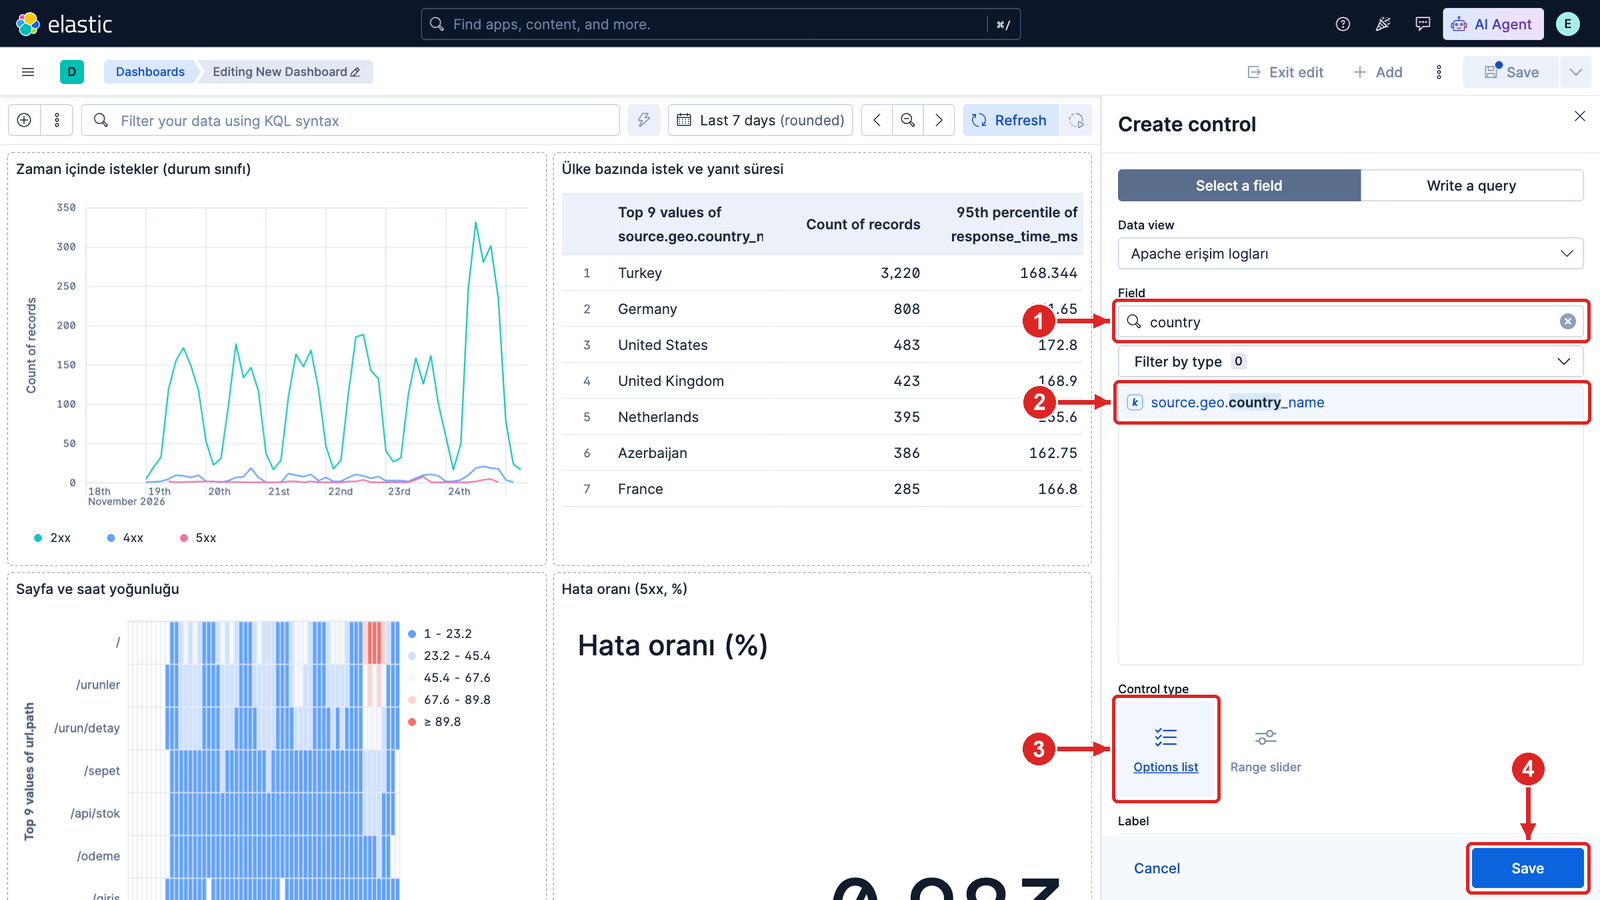 elastic
Find apps, content, and more.
⌘/
AI Agent
E
D
Dashboards
Editing New Dashboard
Exit edit
Add
Save
Filter your data using KQL syntax
Last 7 days (rounded)
Refresh
Zaman içinde istekler (durum sınıfı)
Count of records
350
300
250
200
150
100
50
0
18th
19th
20th
21st
22nd
23rd
24th
November 2026
2xx
4xx
5xx
Ülke bazında istek ve yanıt süresi
Top 9 values of
source.geo.country_n
Count of records
95th percentile of
response_time_ms
1 Turkey 3,220 168.344
2 Germany 808 .65
3 United States 483 172.8
4 United Kingdom 423 168.9
5 Netherlands 395 5.6
6 Azerbaijan 386 162.75
7 France 285 166.8
Sayfa ve saat yoğunluğu
Top 9 values of url.path
/
/urunler
/urun/detay
/sepet
/api/stok
/odeme
/giris
1 - 23.2
23.2 - 45.4
45.4 - 67.6
67.6 - 89.8
≥ 89.8
Hata oranı (5xx, %)
Hata oranı (%)
Create control
Select a field
Write a query
Data view
Apache erişim logları
Field
1
country
Filter by type 0
2
k source.geo.country_name
Control type
3
Options list
Range slider
4
Label
Cancel
Save